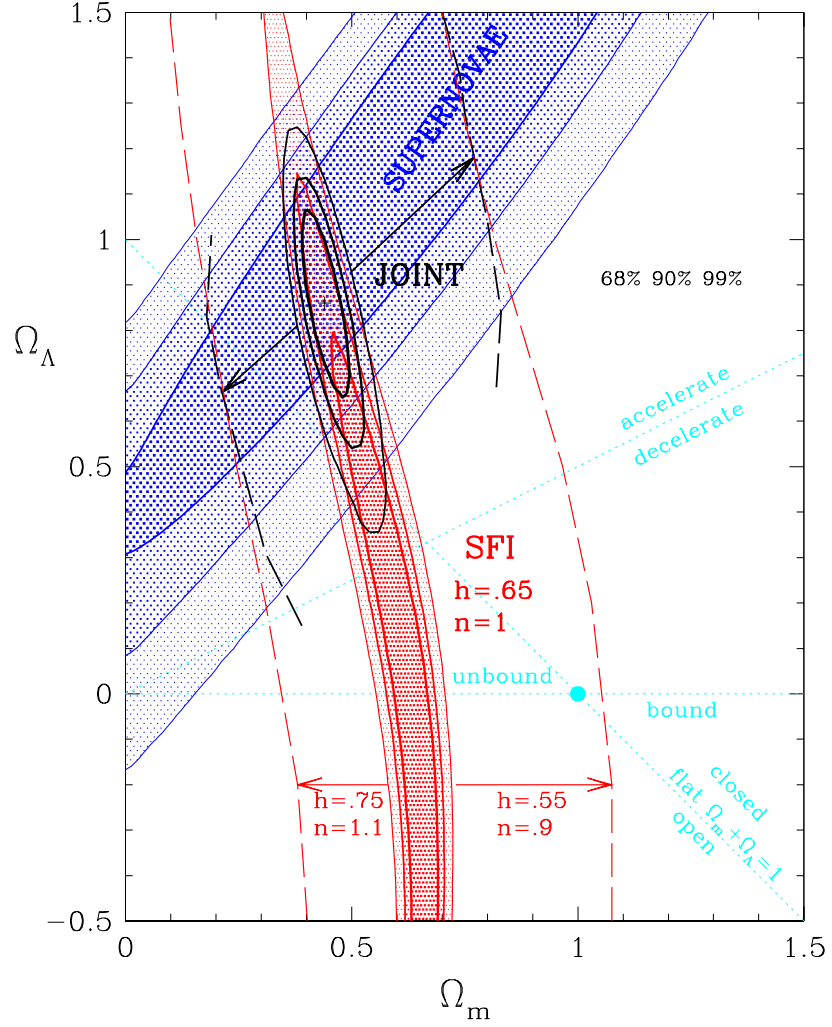 1.5
SUPERNOVAE
1
JOINT
68% 90% 99%
Ω_Λ
accelerate
decelerate
0.5
SFI
h=.65
n=1
unbound
0
bound
h=.75
n=1.1
h=.55
n=.9
closed
flat Ω_m+Ω_Λ=1
open
−0.5
0
0.5
1
1.5
Ω_m